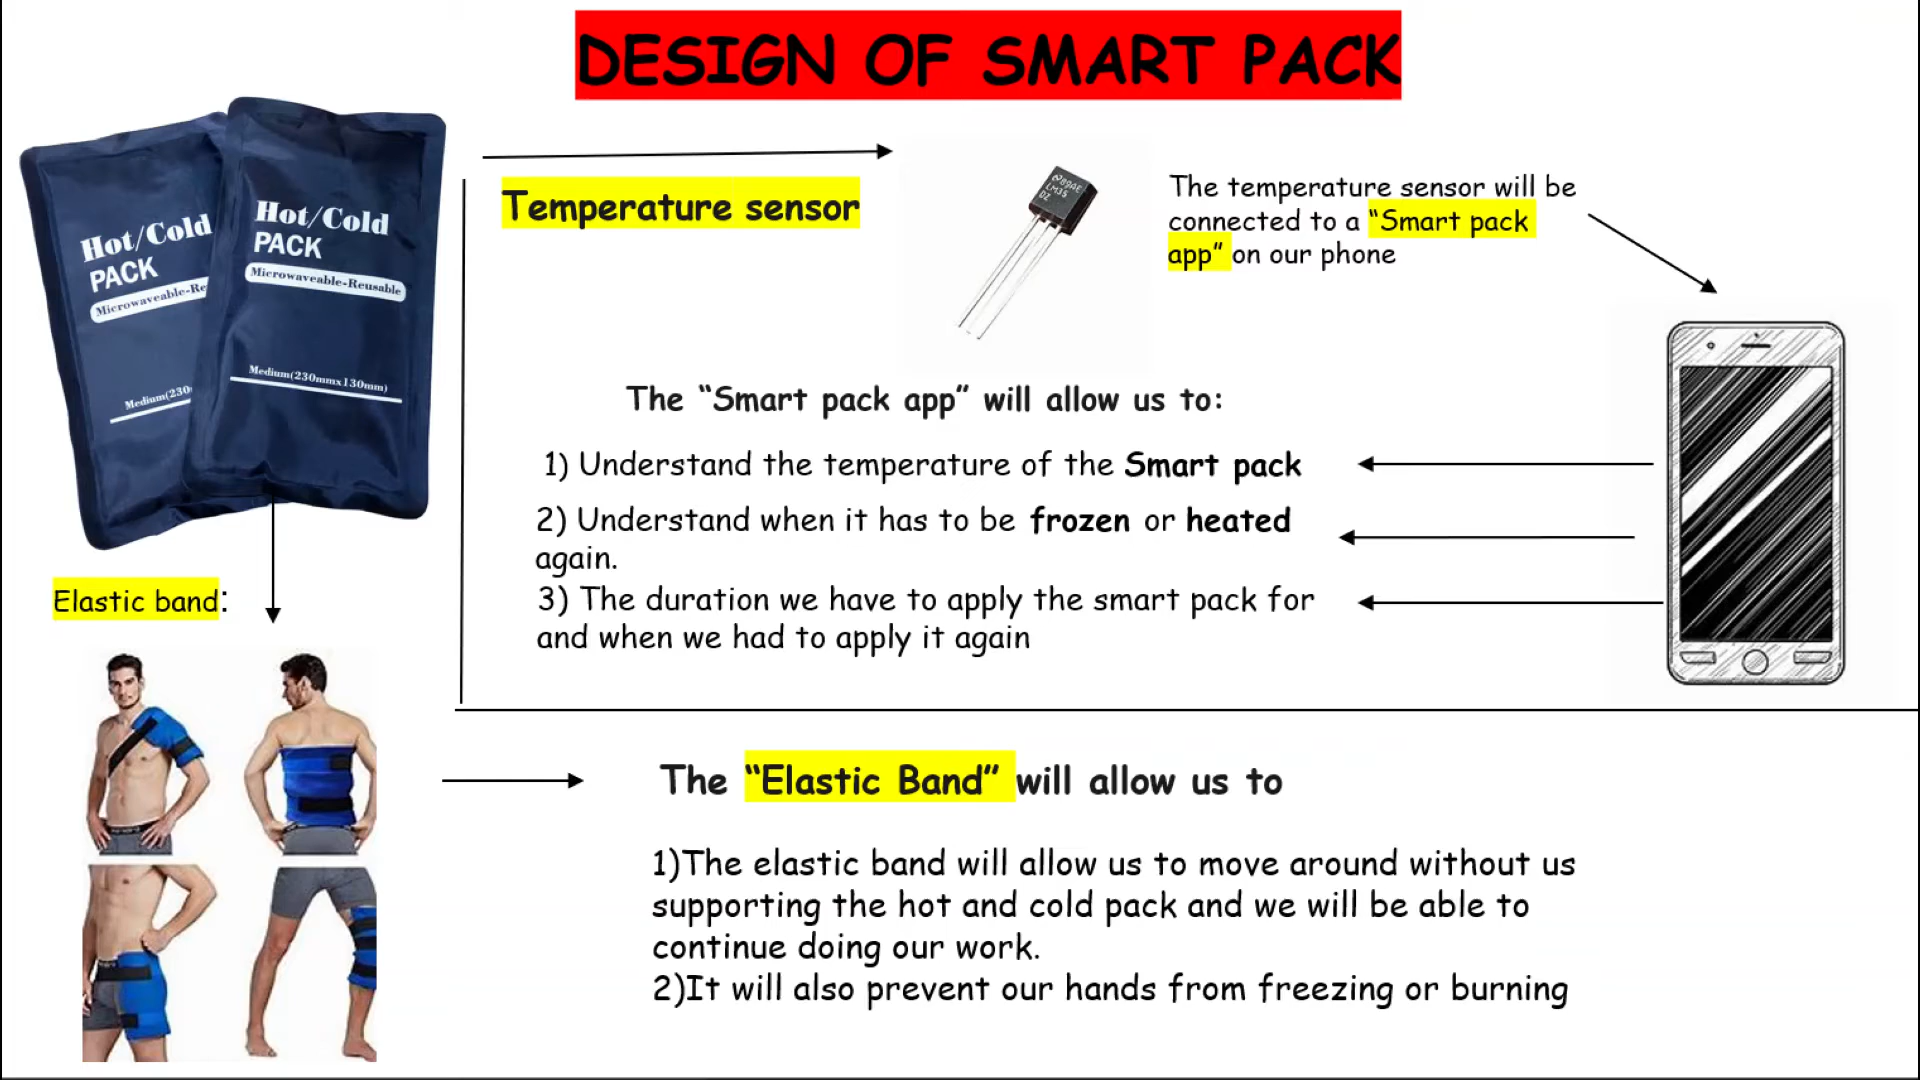 DESIGN OF SMART PACK
Hot/Cold
PACK
Microwaveable-Re
Medium(230
Hot/Cold
PACK
Microwaveable-Reusable
Medium(230mmx130mm)
Temperature sensor
LM35
DZ
The temperature sensor will be
connected to a “Smart pack
app” on our phone
The “Smart pack app” will allow us to:
1) Understand the temperature of the Smart pack
2) Understand when it has to be frozen or heated
again.
3) The duration we have to apply the smart pack for
and when we had to apply it again
Elastic band:
The “Elastic Band” will allow us to
1)The elastic band will allow us to move around without us
supporting the hot and cold pack and we will be able to
continue doing our work.
2)It will also prevent our hands from freezing or burning